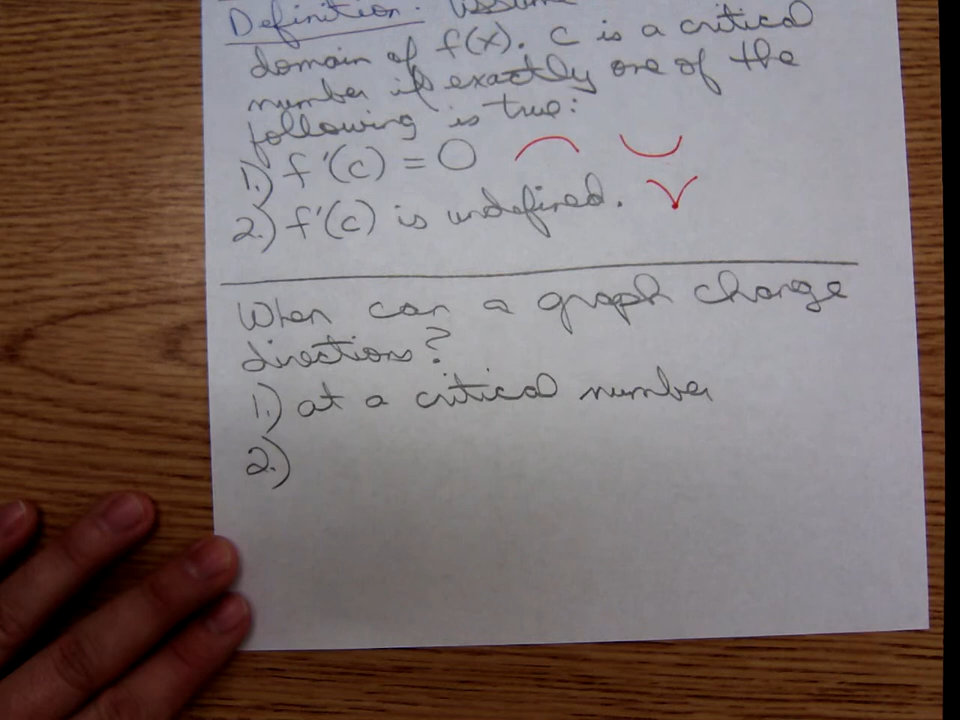 Definition. Assume
domain of f(x). c is a critical
number if exactly one of the
following is true:
1.) f'(c) = 0
2.) f'(c) is undefined.
When can a graph change
directions?
1.) at a critical number
2.)